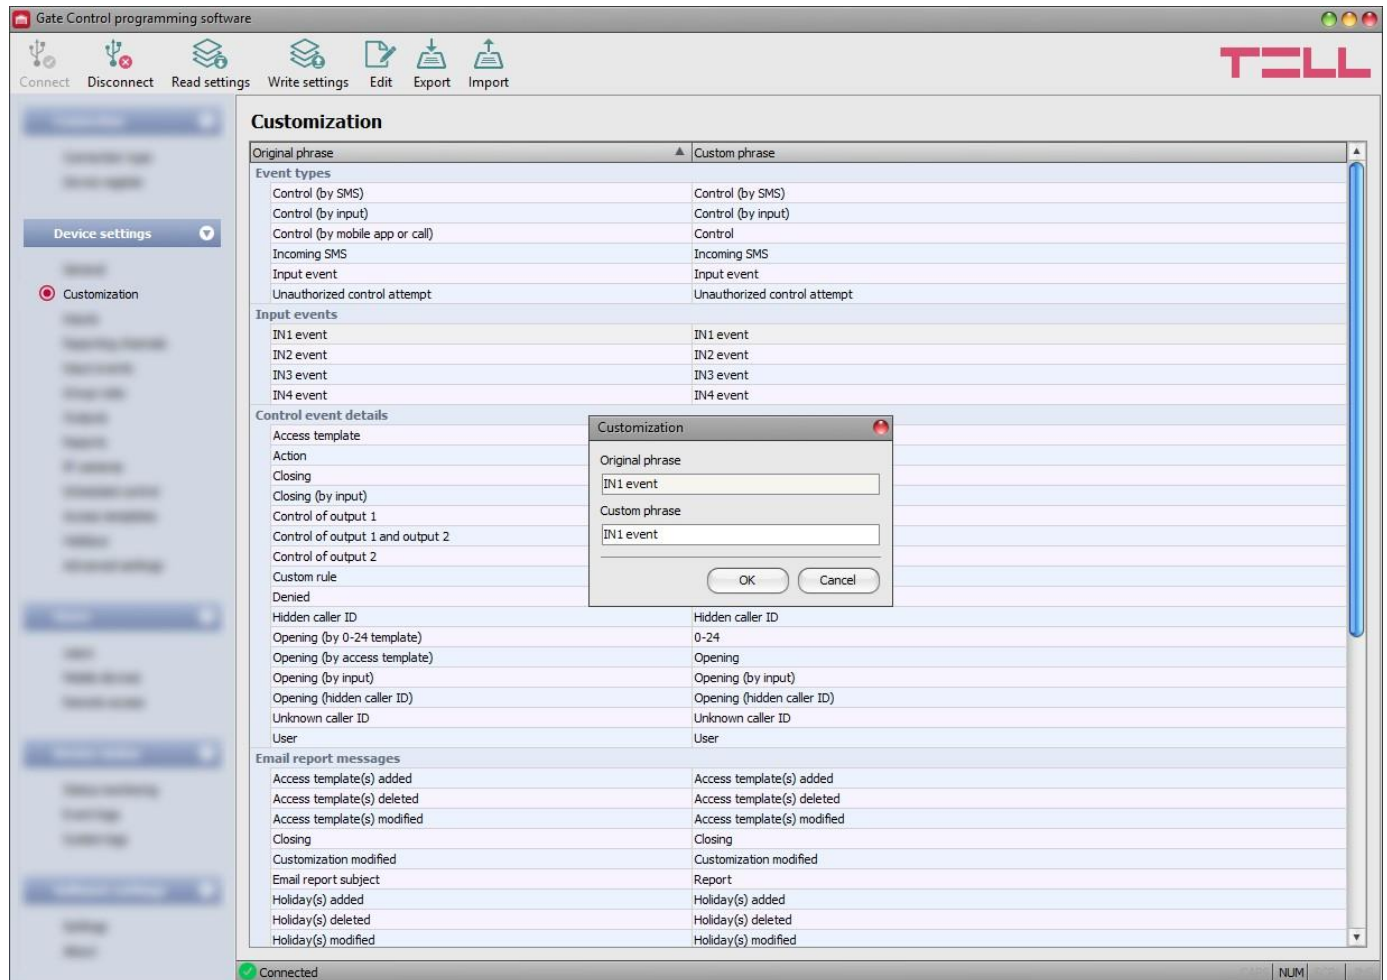 Gate Control programming software
Connect Disconnect Read settings Write settings Edit Export Import
TELL
Customization
Original phrase Custom phrase
Event types
Control (by SMS) Control (by SMS)
Control (by input) Control (by input)
Device settings
Control (by mobile app or call) Control
Incoming SMS Incoming SMS
Input event Input event
Customization
Unauthorized control attempt Unauthorized control attempt
Input events
IN1 event IN1 event
IN2 event IN2 event
IN3 event IN3 event
IN4 event IN4 event
Control event details
Access template
Action
Closing
Closing (by input)
Control of output 1
Control of output 1 and output 2
Control of output 2
Custom rule
Denied
Customization
Original phrase
IN1 event
Custom phrase
IN1 event
OK Cancel
Hidden caller ID Hidden caller ID
Opening (by 0-24 template) 0-24
Opening (by access template) Opening
Opening (by input) Opening (by input)
Opening (hidden caller ID) Opening (hidden caller ID)
Unknown caller ID Unknown caller ID
User User
Email report messages
Access template(s) added Access template(s) added
Access template(s) deleted Access template(s) deleted
Access template(s) modified Access template(s) modified
Closing Closing
Customization modified Customization modified
Email report subject Report
Holiday(s) added Holiday(s) added
Holiday(s) deleted Holiday(s) deleted
Holiday(s) modified Holiday(s) modified
Connected NUM